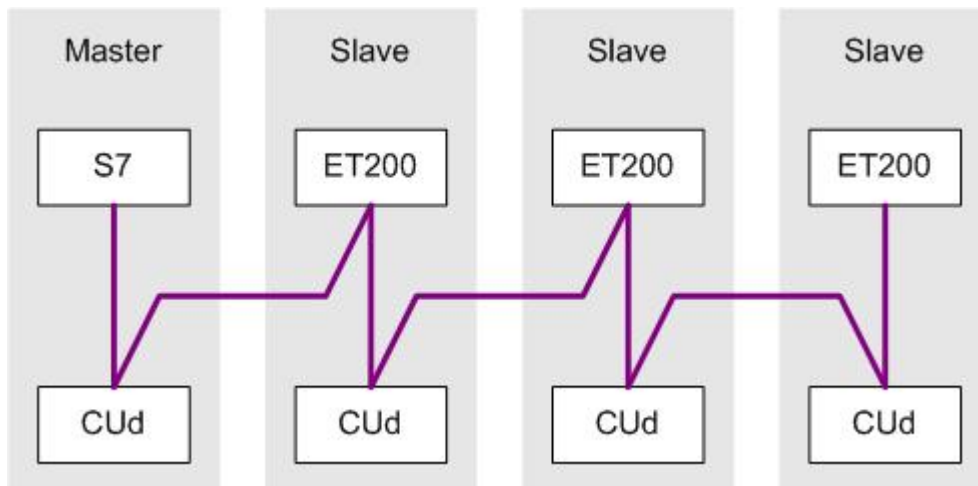 Master
Slave
Slave
Slave
S7
ET200
ET200
ET200
CUd
CUd
CUd
CUd